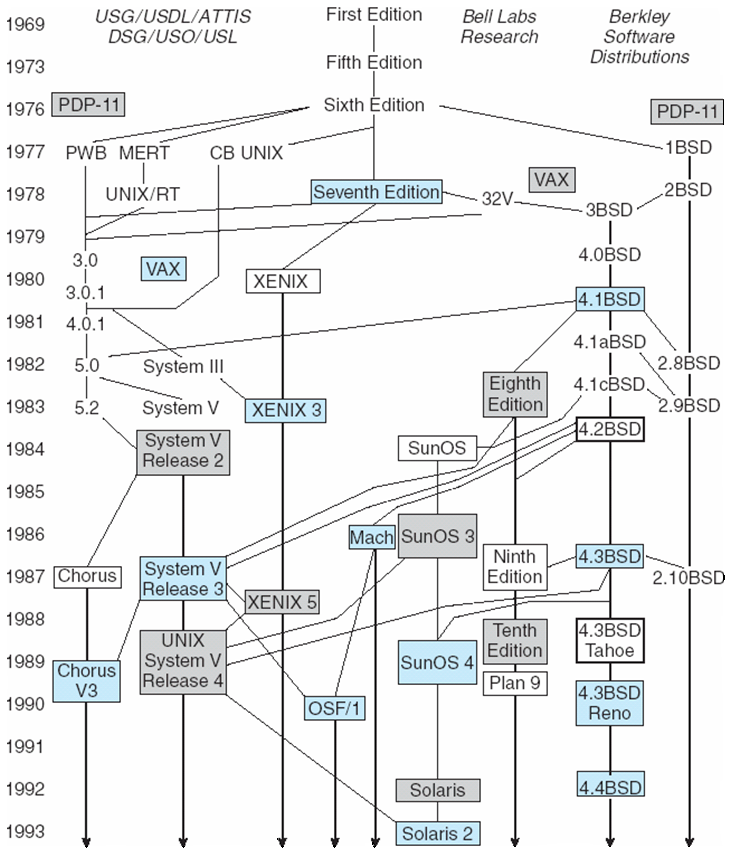 USG/USDL/ATTIS
DSG/USO/USL
Bell Labs
Research
Berkley
Software
Distributions
1969
First Edition
1973
Fifth Edition
1976
PDP-11
Sixth Edition
PDP-11
1977
PWB
MERT
CB UNIX
1BSD
1978
UNIX/RT
Seventh Edition
32V
VAX
3BSD
2BSD
1979
3.0
VAX
4.0BSD
1980
3.0.1
XENIX
4.1BSD
1981
4.0.1
4.1aBSD
1982
5.0
System III
2.8BSD
Eighth
Edition
4.1cBSD
1983
5.2
System V
XENIX 3
2.9BSD
4.2BSD
1984
System V
Release 2
SunOS
1985
1986
Mach
SunOS 3
1987
Chorus
System V
Release 3
Ninth
Edition
4.3BSD
2.10BSD
XENIX 5
1988
UNIX
System V
Release 4
Tenth
Edition
4.3BSD
Tahoe
1989
Chorus
V3
SunOS 4
Plan 9
1990
OSF/1
4.3BSD
Reno
1991
1992
Solaris
4.4BSD
1993
Solaris 2